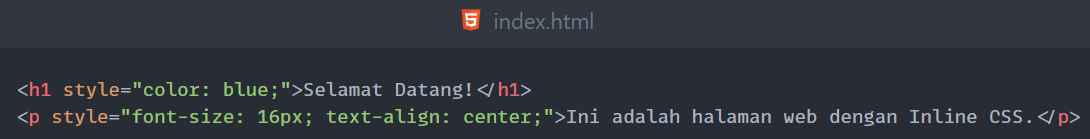 index.html
<h1 style="color: blue;">Selamat Datang!</h1>
<p style="font-size: 16px; text-align: center;">Ini adalah halaman web dengan Inline CSS.</p>